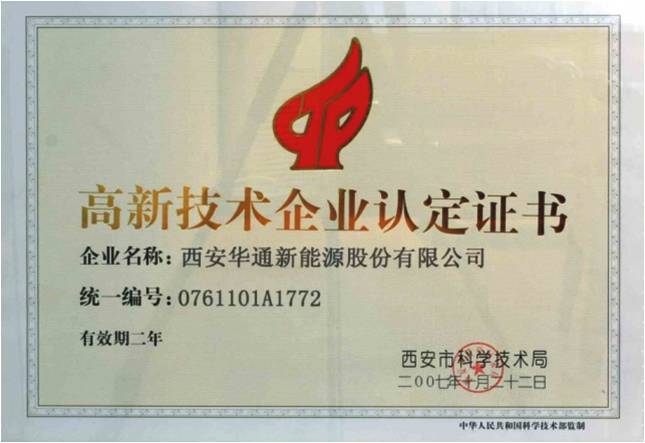 高新技术企业认定证书
企业名称：西安华通新能源股份有限公司
统一编号：0761101A1772
有效期二年
西安市科学技术局
二00七年十月二十二日
中华人民共和国科学技术部监制